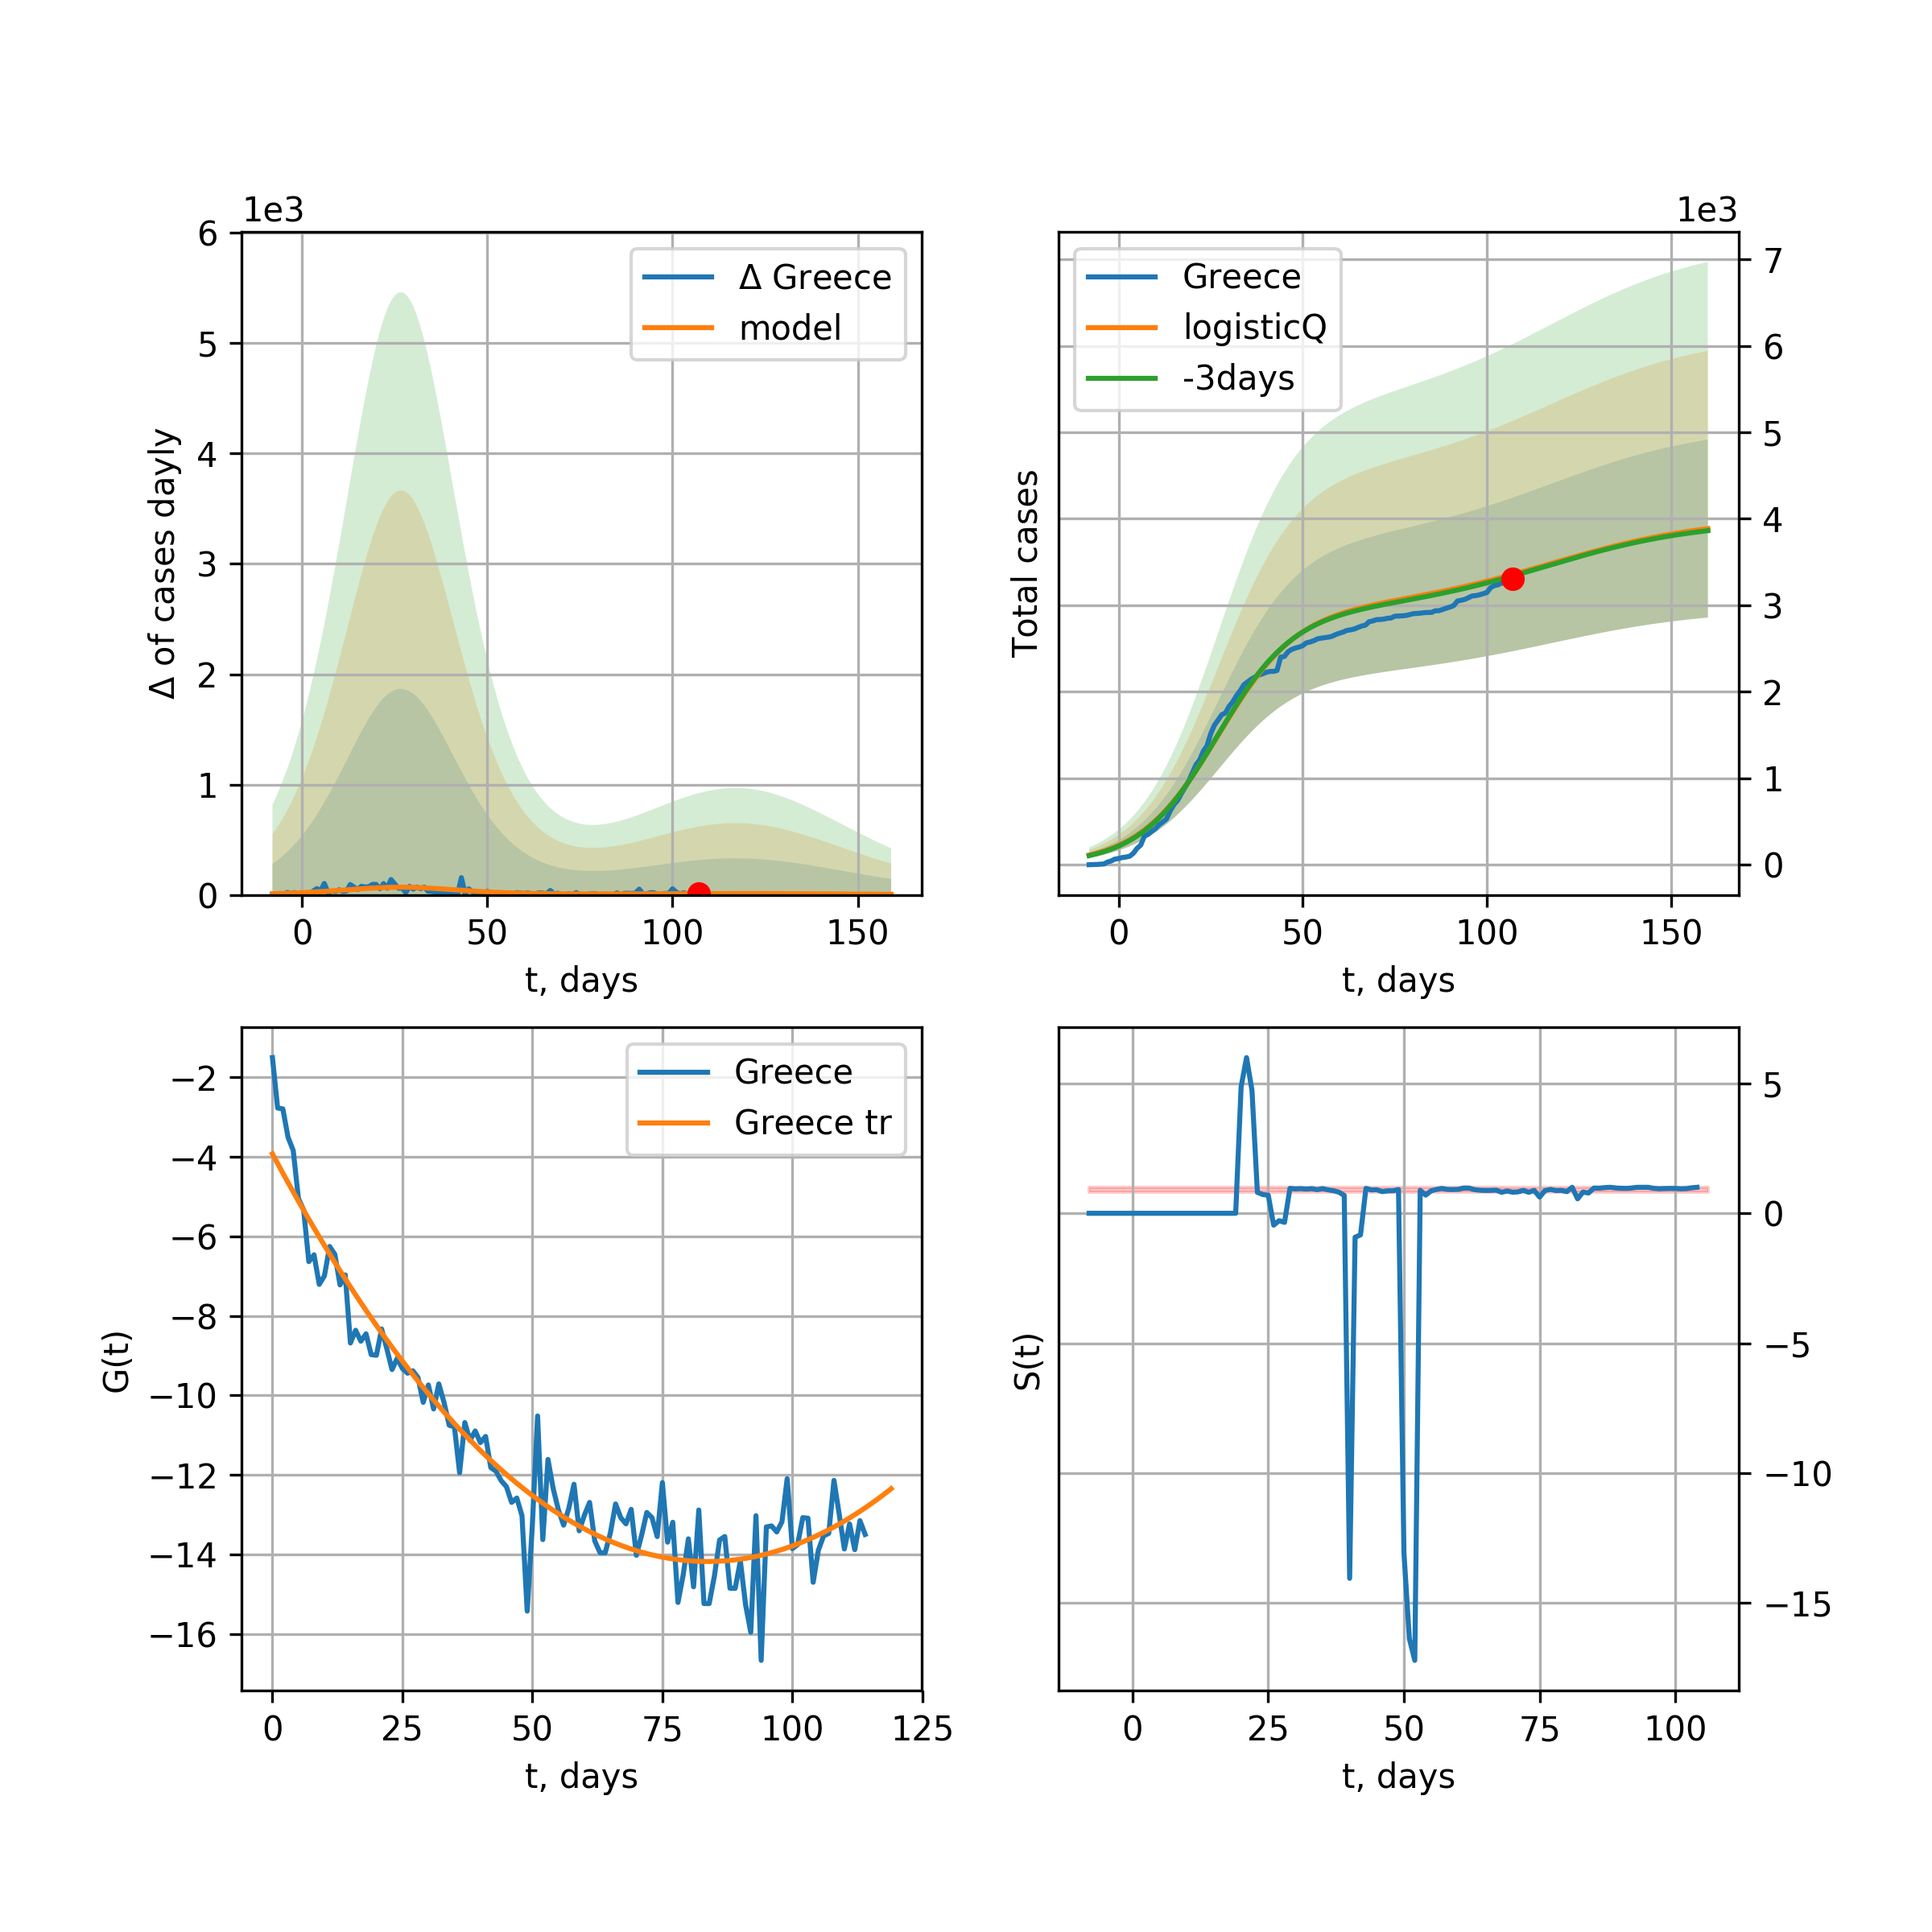 1e3
6
5
4
3
2
1
0
Δ of cases dayly
Δ Greece
model
0 50 100 150
t, days
1e3
7
6
5
4
3
2
1
0
Total cases
Greece
logisticQ
-3days
0 50 100 150
t, days
−2
−4
−6
−8
−10
−12
−14
−16
G(t)
Greece
Greece tr
0 25 50 75 100 125
t, days
5
0
−5
−10
−15
S(t)
0 25 50 75 100
t, days